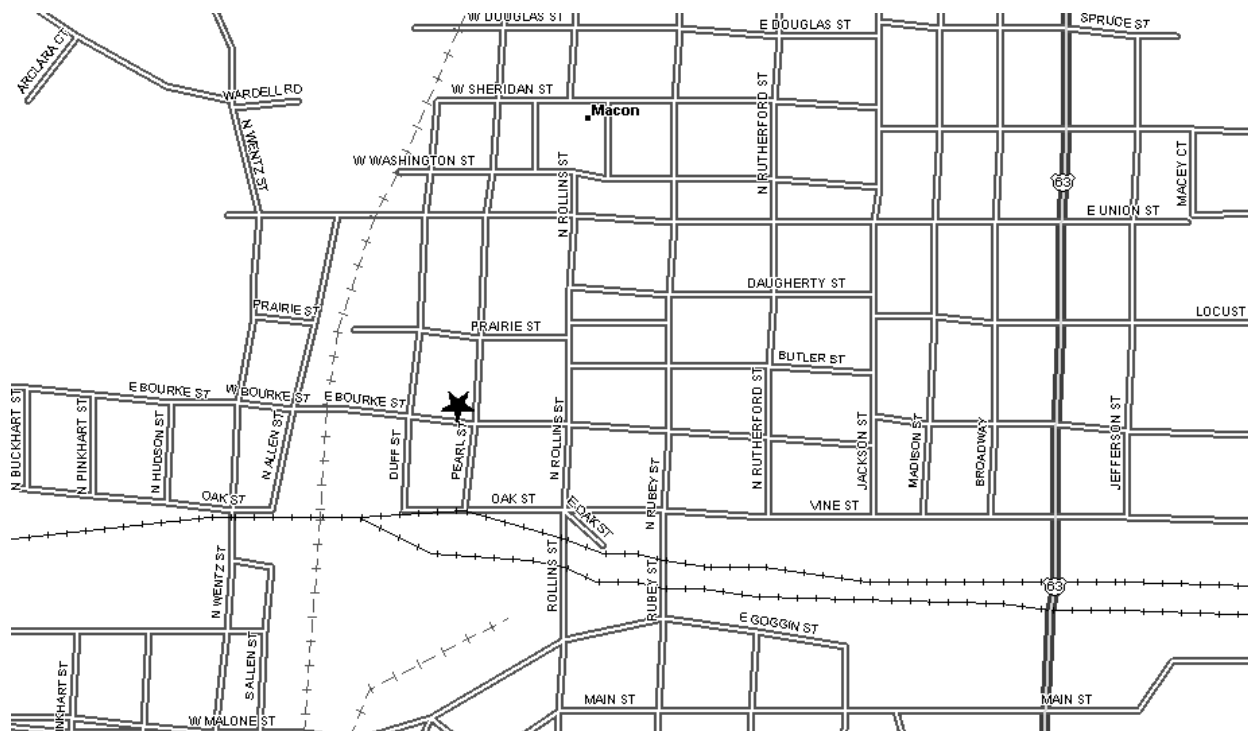 W DOUGLAS ST
E DOUGLAS ST
SPRUCE ST
ARCLARA CT
WARDELL RD
W SHERIDAN ST
Macon
N RUTHERFORD ST
N WENTZ ST
W WASHINGTON ST
N ROLLINS ST
63
MACEY CT
E UNION ST
DAUGHERTY ST
PRAIRIE ST
PRAIRIE ST
LOCUST
BUTLER ST
E BOURKE ST
W BOURKE ST
E BOURKE ST
N BUCKHART ST
N PINKHART ST
N HUDSON ST
N ALLEN ST
DUFF ST
PEARL ST
N ROLLINS ST
N RUBEY ST
N RUTHERFORD ST
JACKSON ST
MADISON ST
BROADWAY
JEFFERSON ST
OAK ST
OAK ST
E OAK ST
VINE ST
N WENTZ ST
ROLLINS ST
RUBEY ST
63
E GOGGIN ST
S ALLEN ST
INKHART ST
W MALONE ST
MAIN ST
MAIN ST